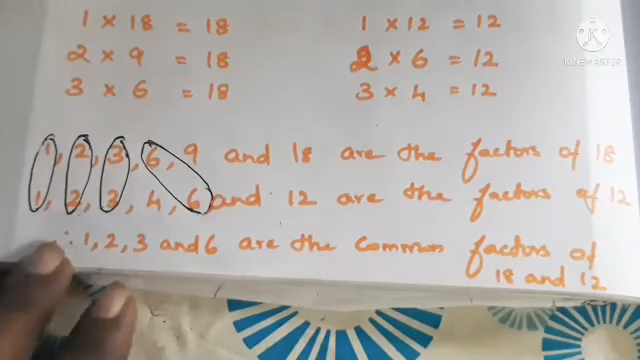 1 × 18 = 18 1 × 12 = 12
2 × 9 = 18 2 × 6 = 12
3 × 6 = 18 3 × 4 = 12
KINEMASTER
1, 2, 3, 6, 9 and 18 are the factors of 18
1, 2, 3, 4, 6 and 12 are the factors of 12
∴ 1, 2, 3 and 6 are the common factors of
18 and 12